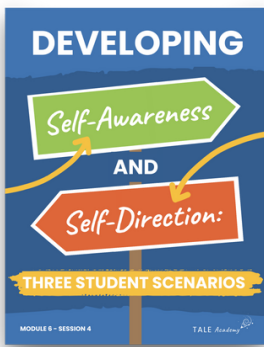 DEVELOPING
Self-Awareness
AND
Self-Direction:
THREE STUDENT SCENARIOS
MODULE 6 - SESSION 4
TALE Academy